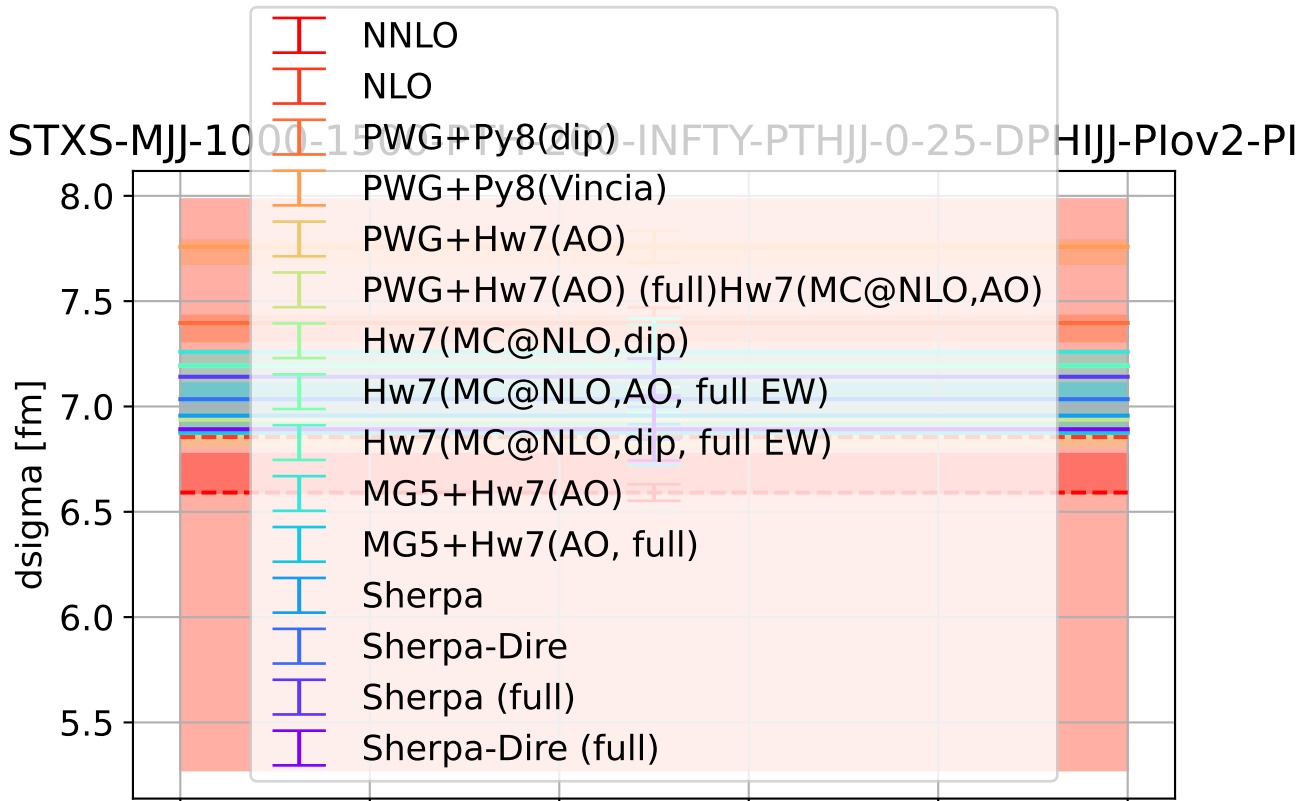 NNLO
NLO
STXS-MJJ-1000-1500-PTH-200-INFTY-PTHJJ-0-25-DPHIJJ-PIov2-PI
PWG+Py8(dip)
PWG+Py8(Vincia)
PWG+Hw7(AO)
PWG+Hw7(AO) (full)Hw7(MC@NLO,AO)
Hw7(MC@NLO,dip)
Hw7(MC@NLO,AO, full EW)
Hw7(MC@NLO,dip, full EW)
MG5+Hw7(AO)
MG5+Hw7(AO, full)
Sherpa
Sherpa-Dire
Sherpa (full)
Sherpa-Dire (full)
8.0
7.5
7.0
6.5
6.0
5.5
dsigma [fm]